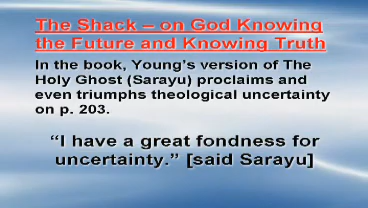 The Shack – on God Knowing
the Future and Knowing Truth
In the book, Young's version of The
Holy Ghost (Sarayu) proclaims and
even triumphs theological uncertainty
on p. 203.
“I have a great fondness for
uncertainty.” [said Sarayu]